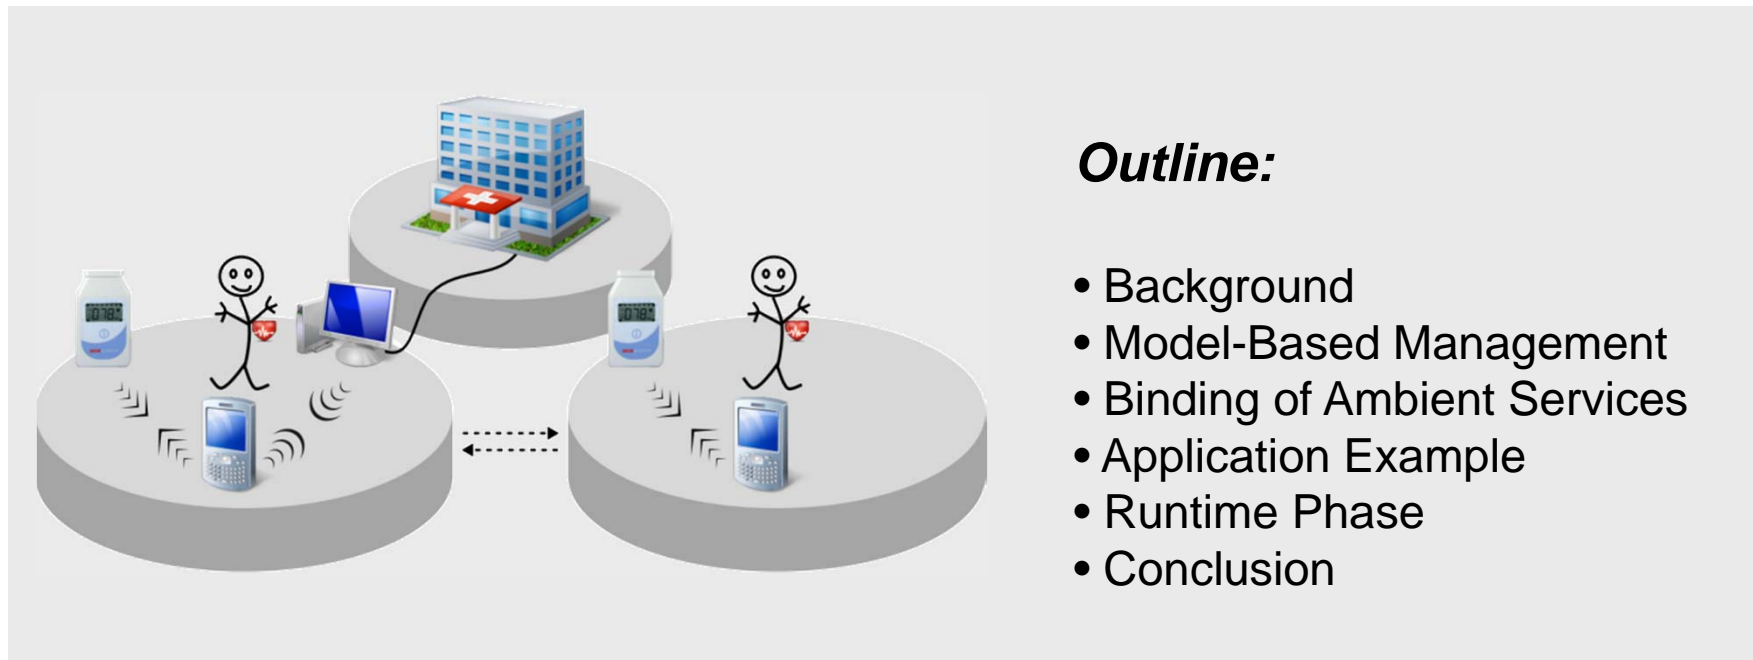 Outline:
• Background
• Model-Based Management
• Binding of Ambient Services
• Application Example
• Runtime Phase
• Conclusion